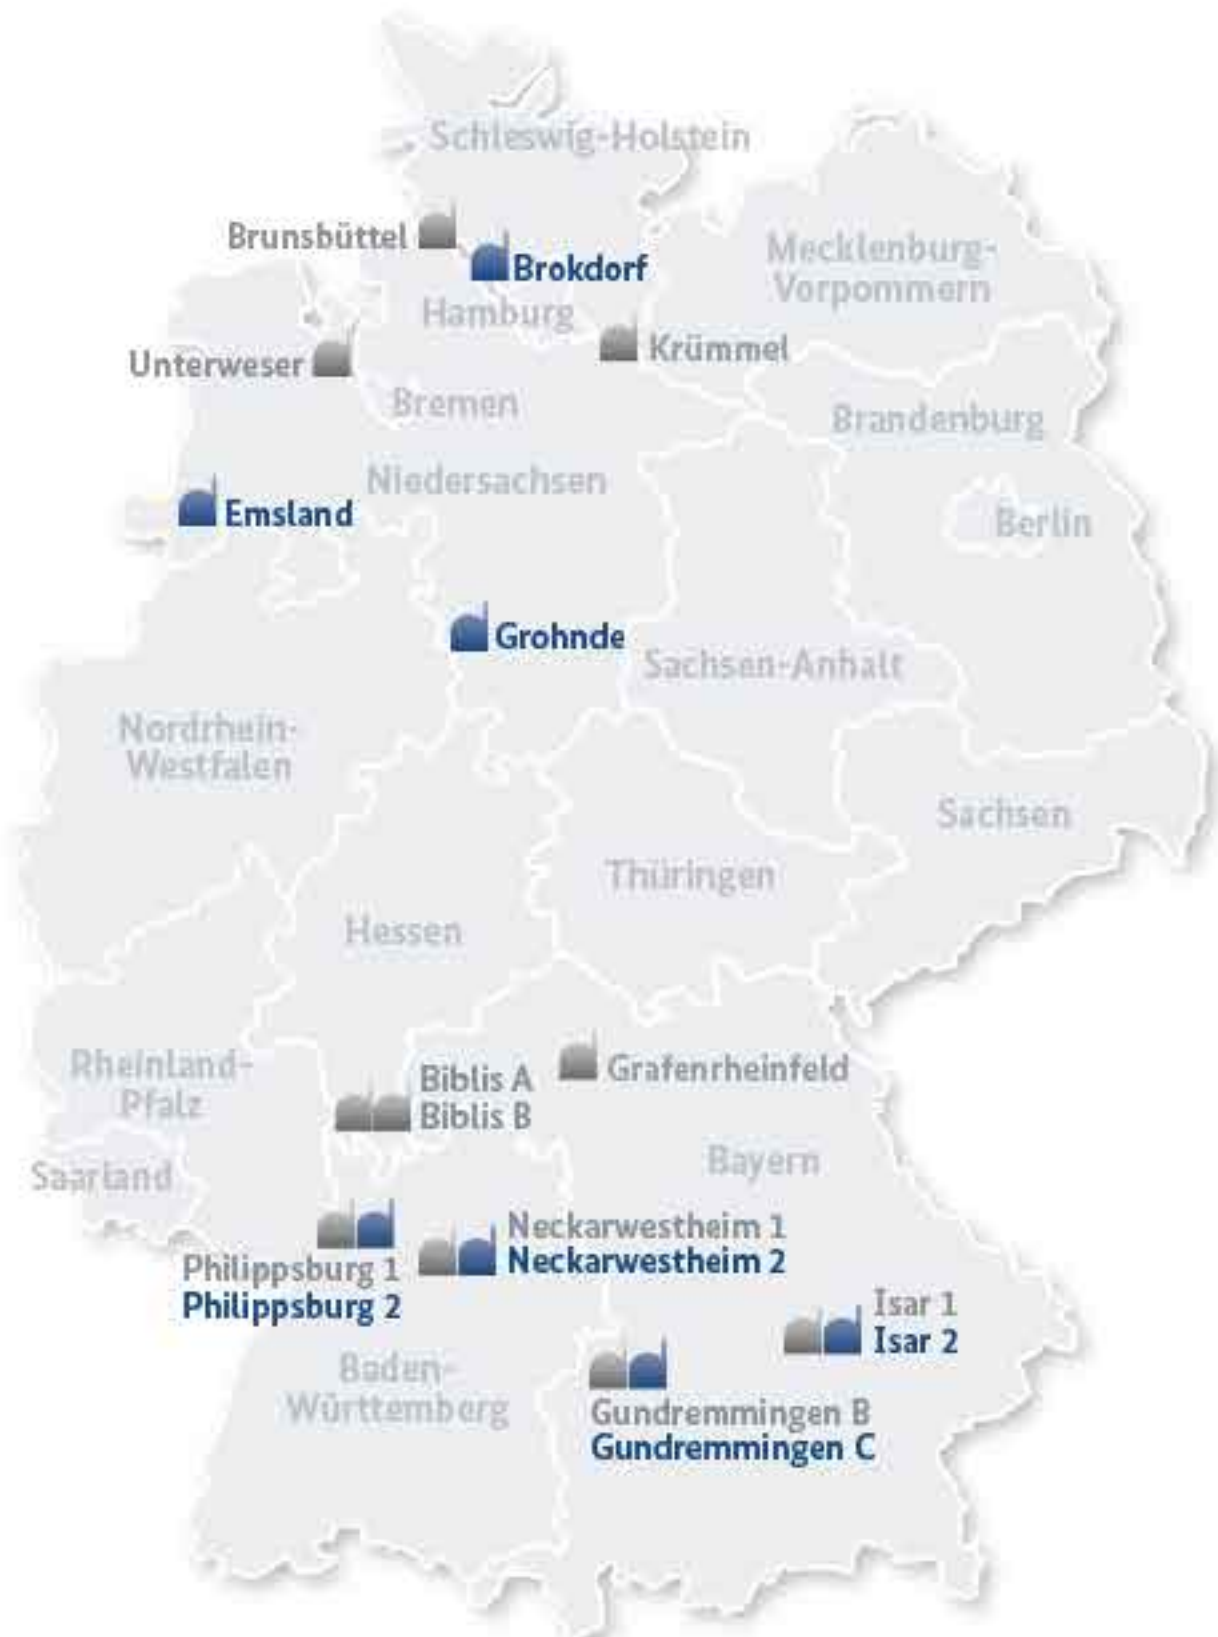 Schleswig-Holstein
Brunsbüttel
Brokdorf
Mecklenburg-
Vorpommern
Hamburg
Unterweser
Krümmel
Bremen
Brandenburg
Niedersachsen
Emsland
Berlin
Grohnde
Sachsen-Anhalt
Nordrhein-
Westfalen
Sachsen
Thüringen
Hessen
Rheinland-
Pfalz
Biblis A
Biblis B
Grafenrheinfeld
Bayern
Saarland
Philippsburg 1
Philippsburg 2
Neckarwestheim 1
Neckarwestheim 2
Isar 1
Isar 2
Baden-
Württemberg
Gundremmingen B
Gundremmingen C